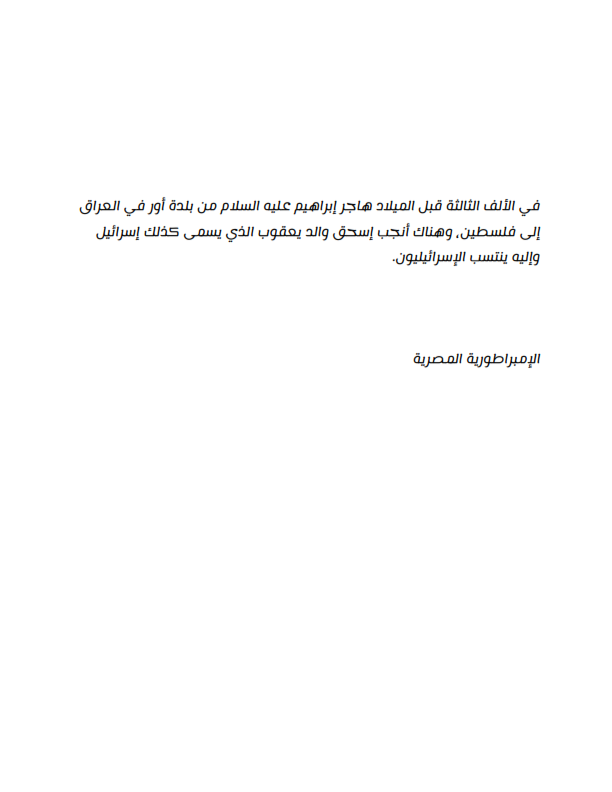 في الألف الثالثة قبل الميلاد هاجر إبراهيم عليه السلام من بلدة أور في العراق
إلى فلسطين، وهناك أنجب إسحق والد يعقوب الذي يسمى كذلك إسرائيل
وإليه ينتسب الإسرائيليون.
الإمبراطورية المصرية